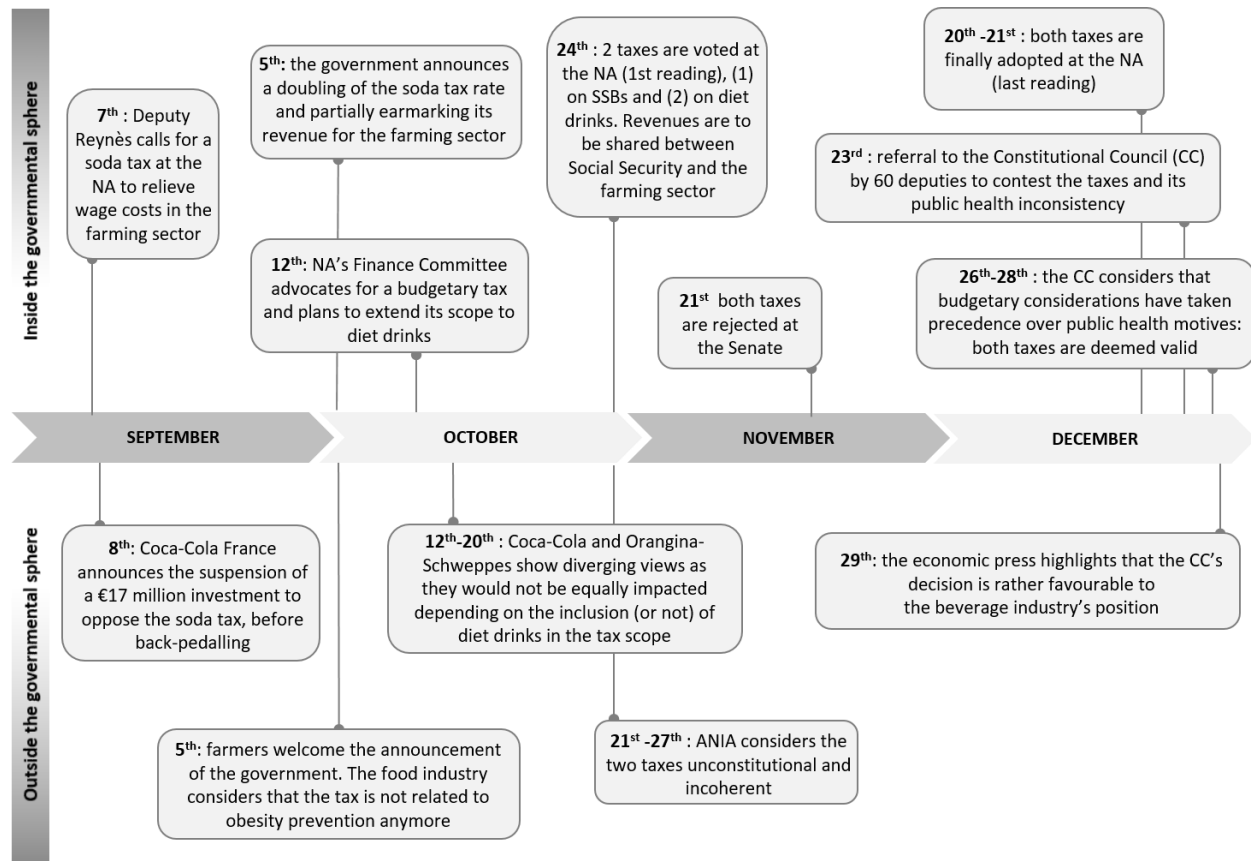 Inside the governmental sphere
7th : Deputy
Reynès calls for a
soda tax at the
NA to relieve
wage costs in the
farming sector
5th: the government announces
a doubling of the soda tax rate
and partially earmarking its
revenue for the farming sector
12th: NA’s Finance Committee
advocates for a budgetary tax
and plans to extend its scope to
diet drinks
24th : 2 taxes are voted at
the NA (1st reading), (1)
on SSBs and (2) on diet
drinks. Revenues are to
be shared between
Social Security and the
farming sector
21st both taxes
are rejected at
the Senate
20th -21st : both taxes are
finally adopted at the NA
(last reading)
23rd : referral to the Constitutional Council (CC)
by 60 deputies to contest the taxes and its
public health inconsistency
26th-28th : the CC considers that
budgetary considerations have taken
precedence over public health motives:
both taxes are deemed valid
SEPTEMBER
OCTOBER
NOVEMBER
DECEMBER
Outside the governmental sphere
8th: Coca-Cola France
announces the suspension of
a €17 million investment to
oppose the soda tax, before
back-pedalling
5th: farmers welcome the announcement
of the government. The food industry
considers that the tax is not related to
obesity prevention anymore
12th-20th : Coca-Cola and Orangina-
Schweppes show diverging views as
they would not be equally impacted
depending on the inclusion (or not) of
diet drinks in the tax scope
21st -27th : ANIA considers the
two taxes unconstitutional and
incoherent
29th: the economic press highlights that the CC’s
decision is rather favourable to
the beverage industry’s position